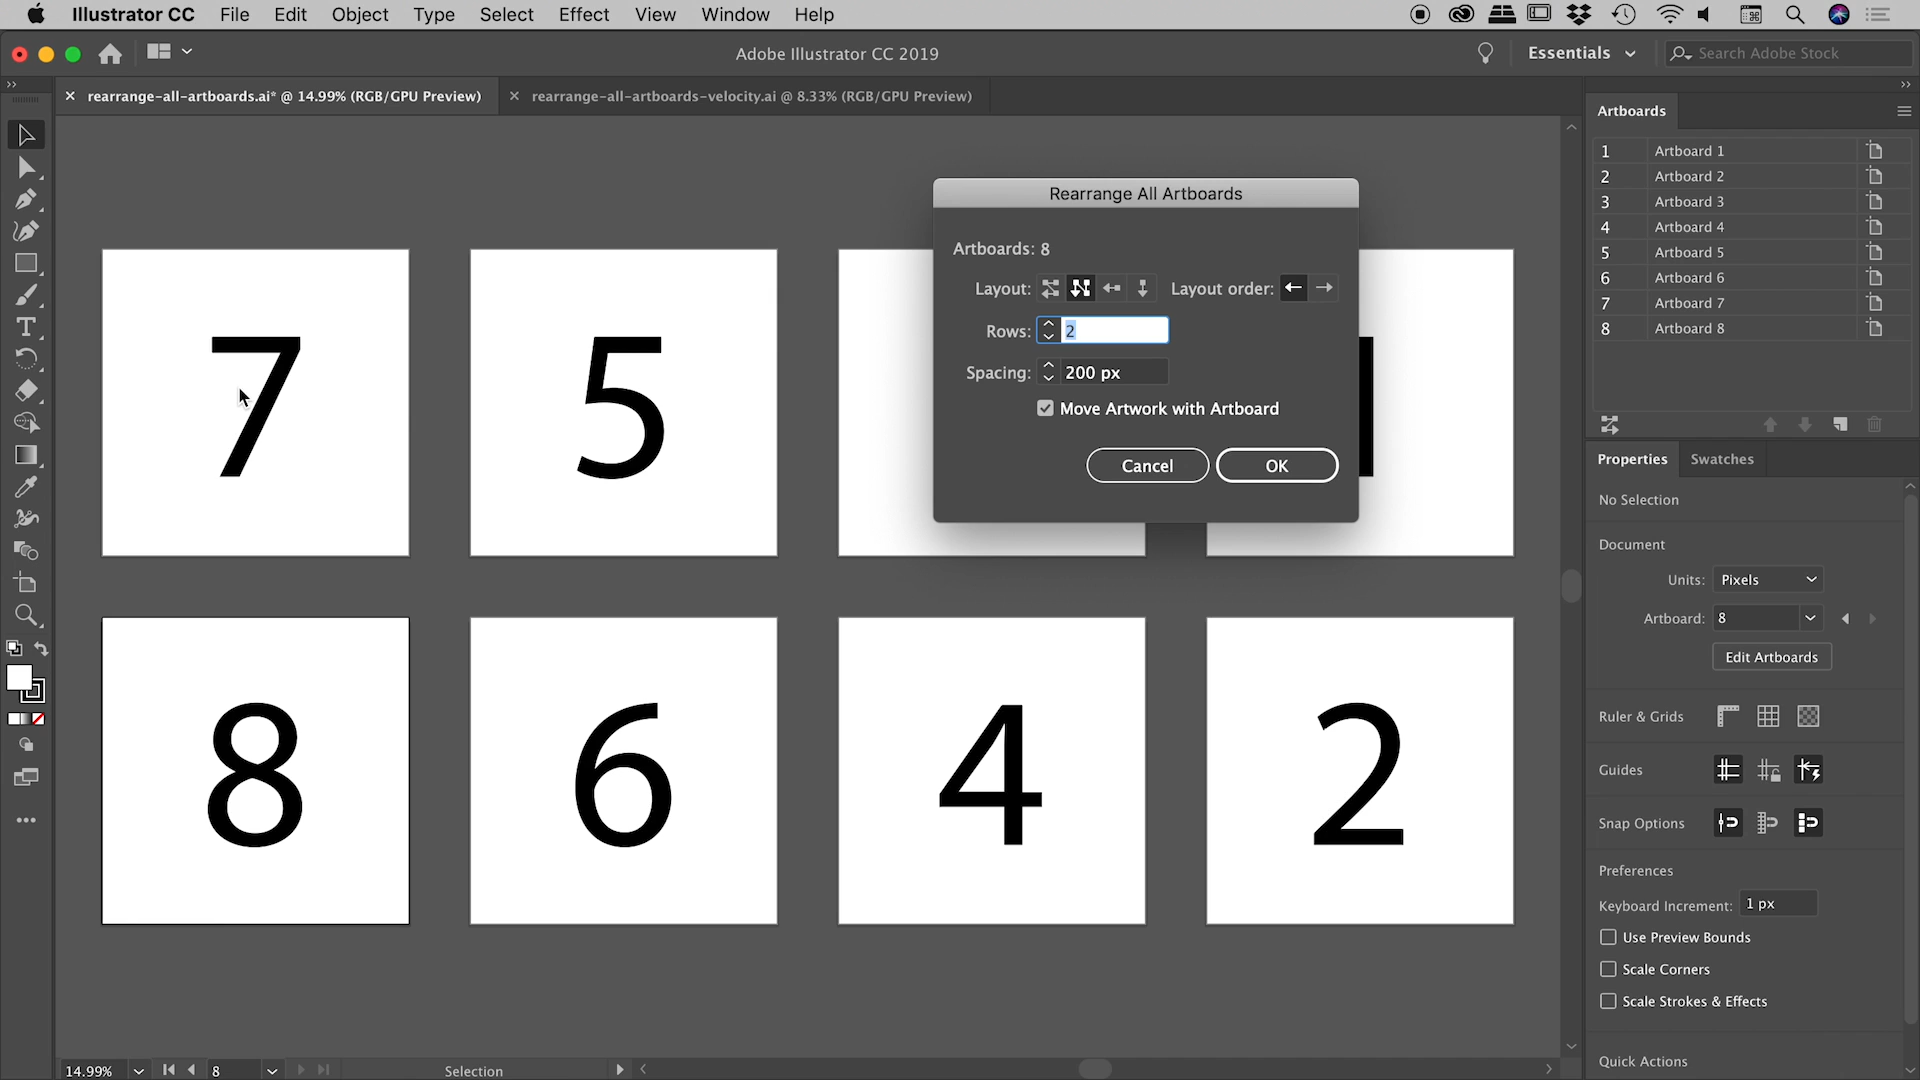 Illustrator CC File Edit Object Type Select Effect View Window Help
Adobe Illustrator CC 2019
Essentials
Search Adobe Stock
rearrange-all-artboards.ai* @ 14.99% (RGB/GPU Preview)
rearrange-all-artboards-velocity.ai @ 8.33% (RGB/GPU Preview)
7
5
8
6
4
2
Rearrange All Artboards
Artboards: 8
Layout:
Layout order:
Rows: 2
Spacing: 200 px
Move Artwork with Artboard
Cancel
OK
Artboards
1 Artboard 1
2 Artboard 2
3 Artboard 3
4 Artboard 4
5 Artboard 5
6 Artboard 6
7 Artboard 7
8 Artboard 8
Properties Swatches
No Selection
Document
Units: Pixels
Artboard: 8
Edit Artboards
Ruler & Grids
Guides
Snap Options
Preferences
Keyboard Increment: 1 px
Use Preview Bounds
Scale Corners
Scale Strokes & Effects
Quick Actions
14.99% 8 Selection